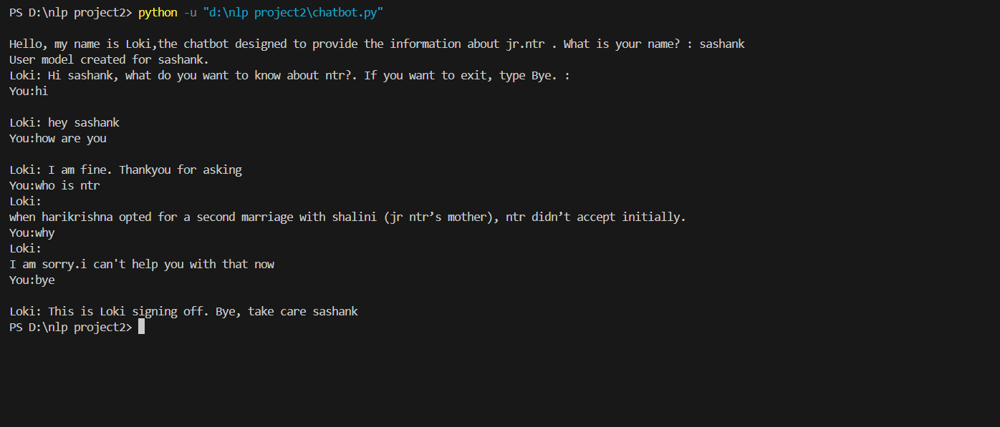 PS D:\nlp project2> python -u "d:\nlp project2\chatbot.py"
Hello, my name is Loki,the chatbot designed to provide the information about jr.ntr . What is your name? : sashank
User model created for sashank.
Loki: Hi sashank, what do you want to know about ntr?. If you want to exit, type Bye. :
You:hi
Loki: hey sashank
You:how are you
Loki: I am fine. Thankyou for asking
You:who is ntr
Loki:
when harikrishna opted for a second marriage with shalini (jr ntr’s mother), ntr didn’t accept initially.
You:why
Loki:
I am sorry.i can't help you with that now
You:bye
Loki: This is Loki signing off. Bye, take care sashank
PS D:\nlp project2>